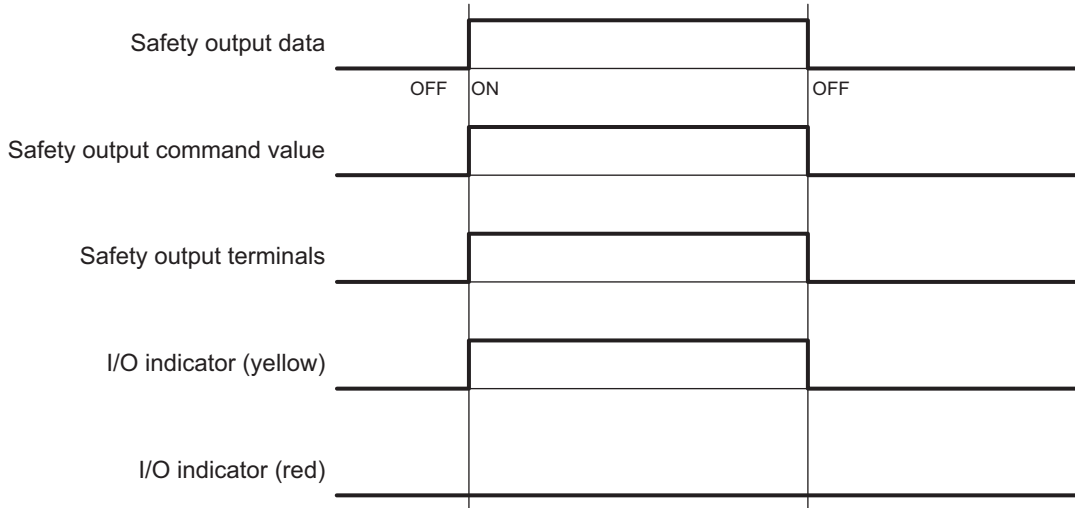 Safety output data
OFF ON OFF
Safety output command value
Safety output terminals
I/O indicator (yellow)
I/O indicator (red)